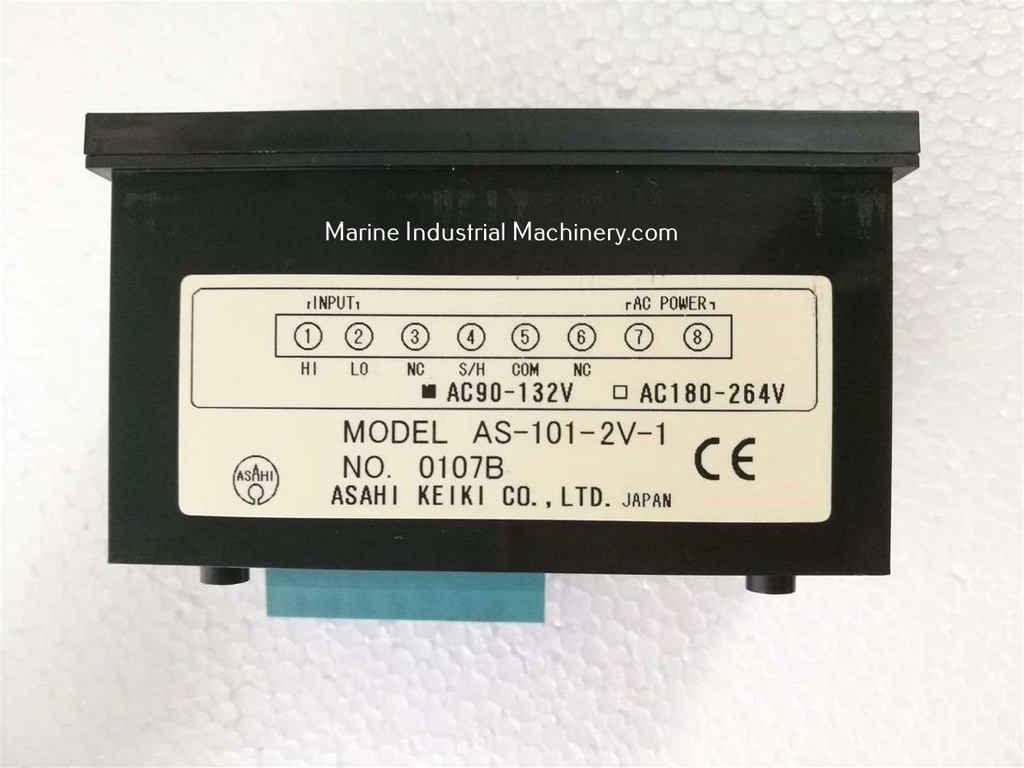 Marine Industrial Machinery.com
┌INPUT┐ ┌AC POWER┐
① ② ③ ④ ⑤ ⑥ ⑦ ⑧
HI LO NC S/H COM NC
■ AC90-132V □ AC180-264V
MODEL AS-101-2V-1
CE
ASAHI
NO. 0107B
ASAHI KEIKI CO.,LTD. JAPAN